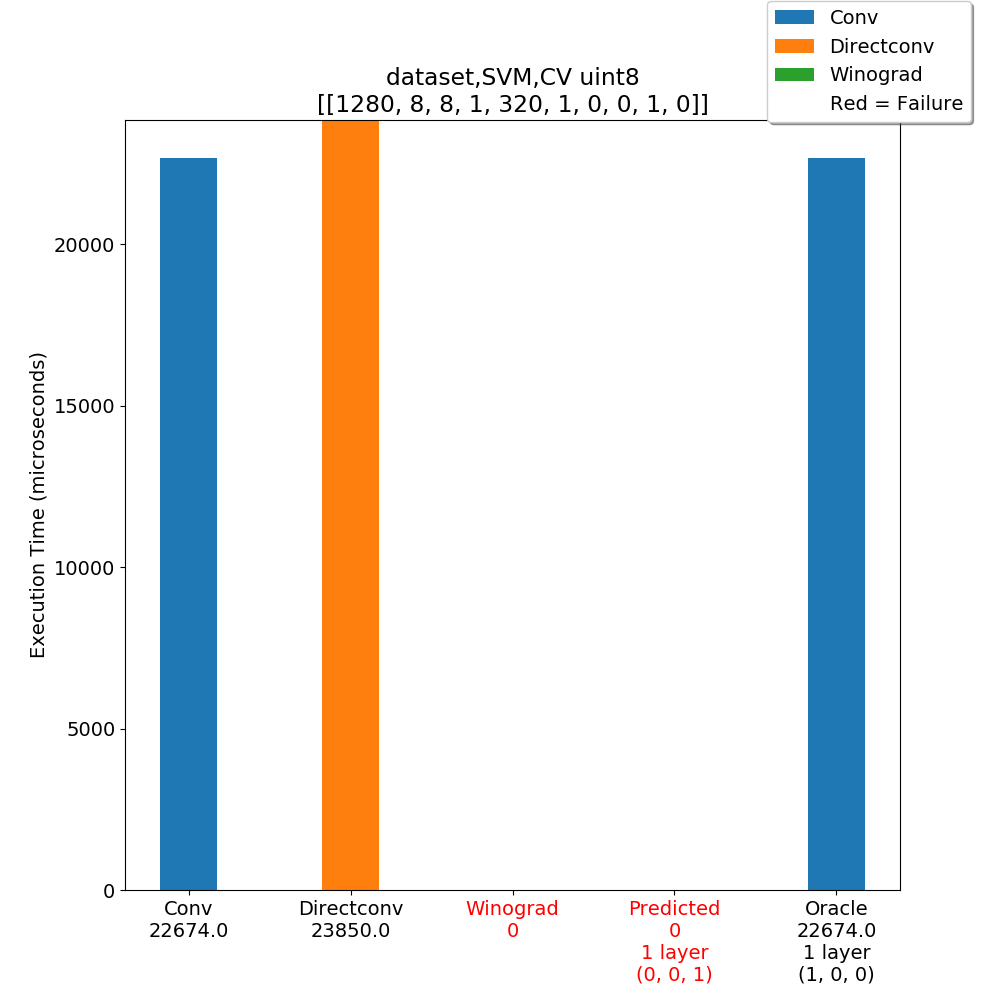 Conv
Directconv
Winograd
Red = Failure
dataset,SVM,CV uint8
[[1280, 8, 8, 1, 320, 1, 0, 0, 1, 0]]
Execution Time (microseconds)
20000
15000
10000
5000
0
Conv
22674.0
Directconv
23850.0
Winograd
0
Predicted
0
1 layer
(0, 0, 1)
Oracle
22674.0
1 layer
(1, 0, 0)